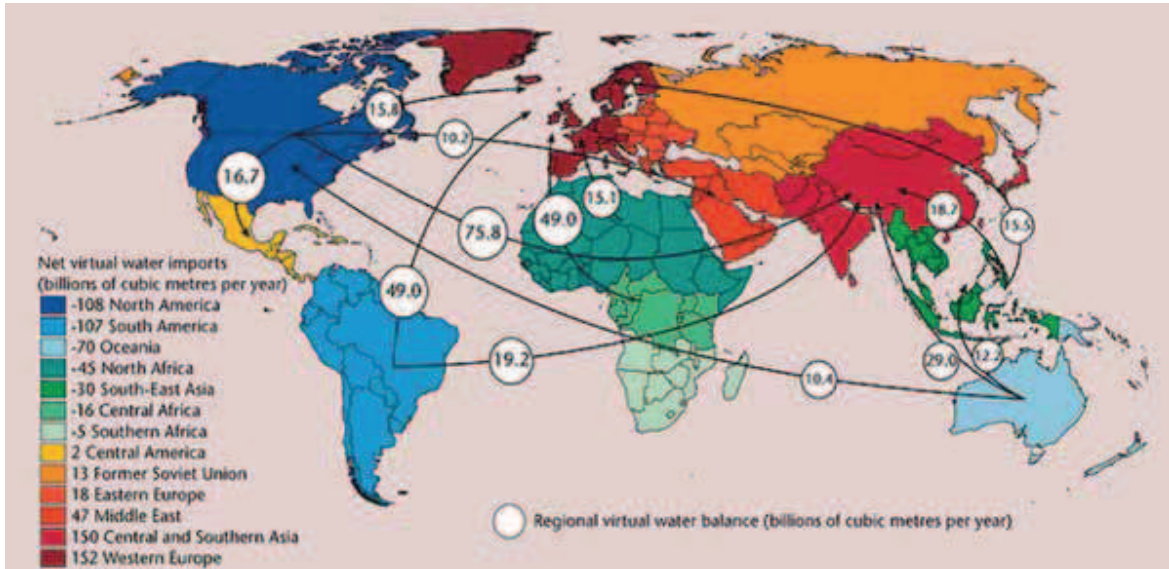 15.8
10.2
16.7
49.0
15.1
75.8
18.7
15.5
49.0
19.2
29.0
12.2
10.4
Net virtual water imports
(billions of cubic metres per year)
-108 North America
-107 South America
-70 Oceania
-45 North Africa
-30 South-East Asia
-16 Central Africa
-5 Southern Africa
2 Central America
13 Former Soviet Union
18 Eastern Europe
47 Middle East
150 Central and Southern Asia
152 Western Europe
Regional virtual water balance (billions of cubic metres per year)